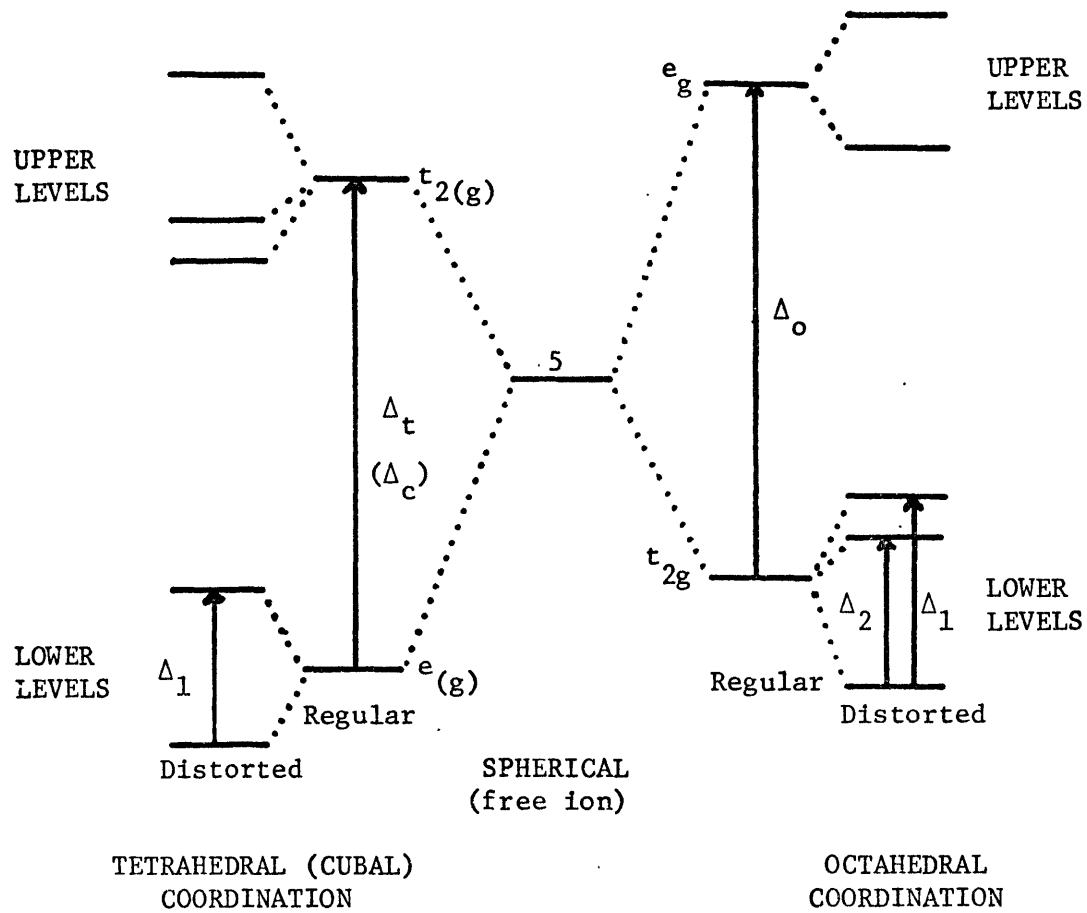 UPPER
LEVELS
t2(g)
Δt
(Δc)
Δ1
LOWER
LEVELS
e(g)
Regular
Distorted
5
SPHERICAL
(free ion)
eg
UPPER
LEVELS
Δo
t2g
Δ2
Δ1
LOWER
LEVELS
Regular
Distorted
TETRAHEDRAL (CUBAL)
COORDINATION
OCTAHEDRAL
COORDINATION